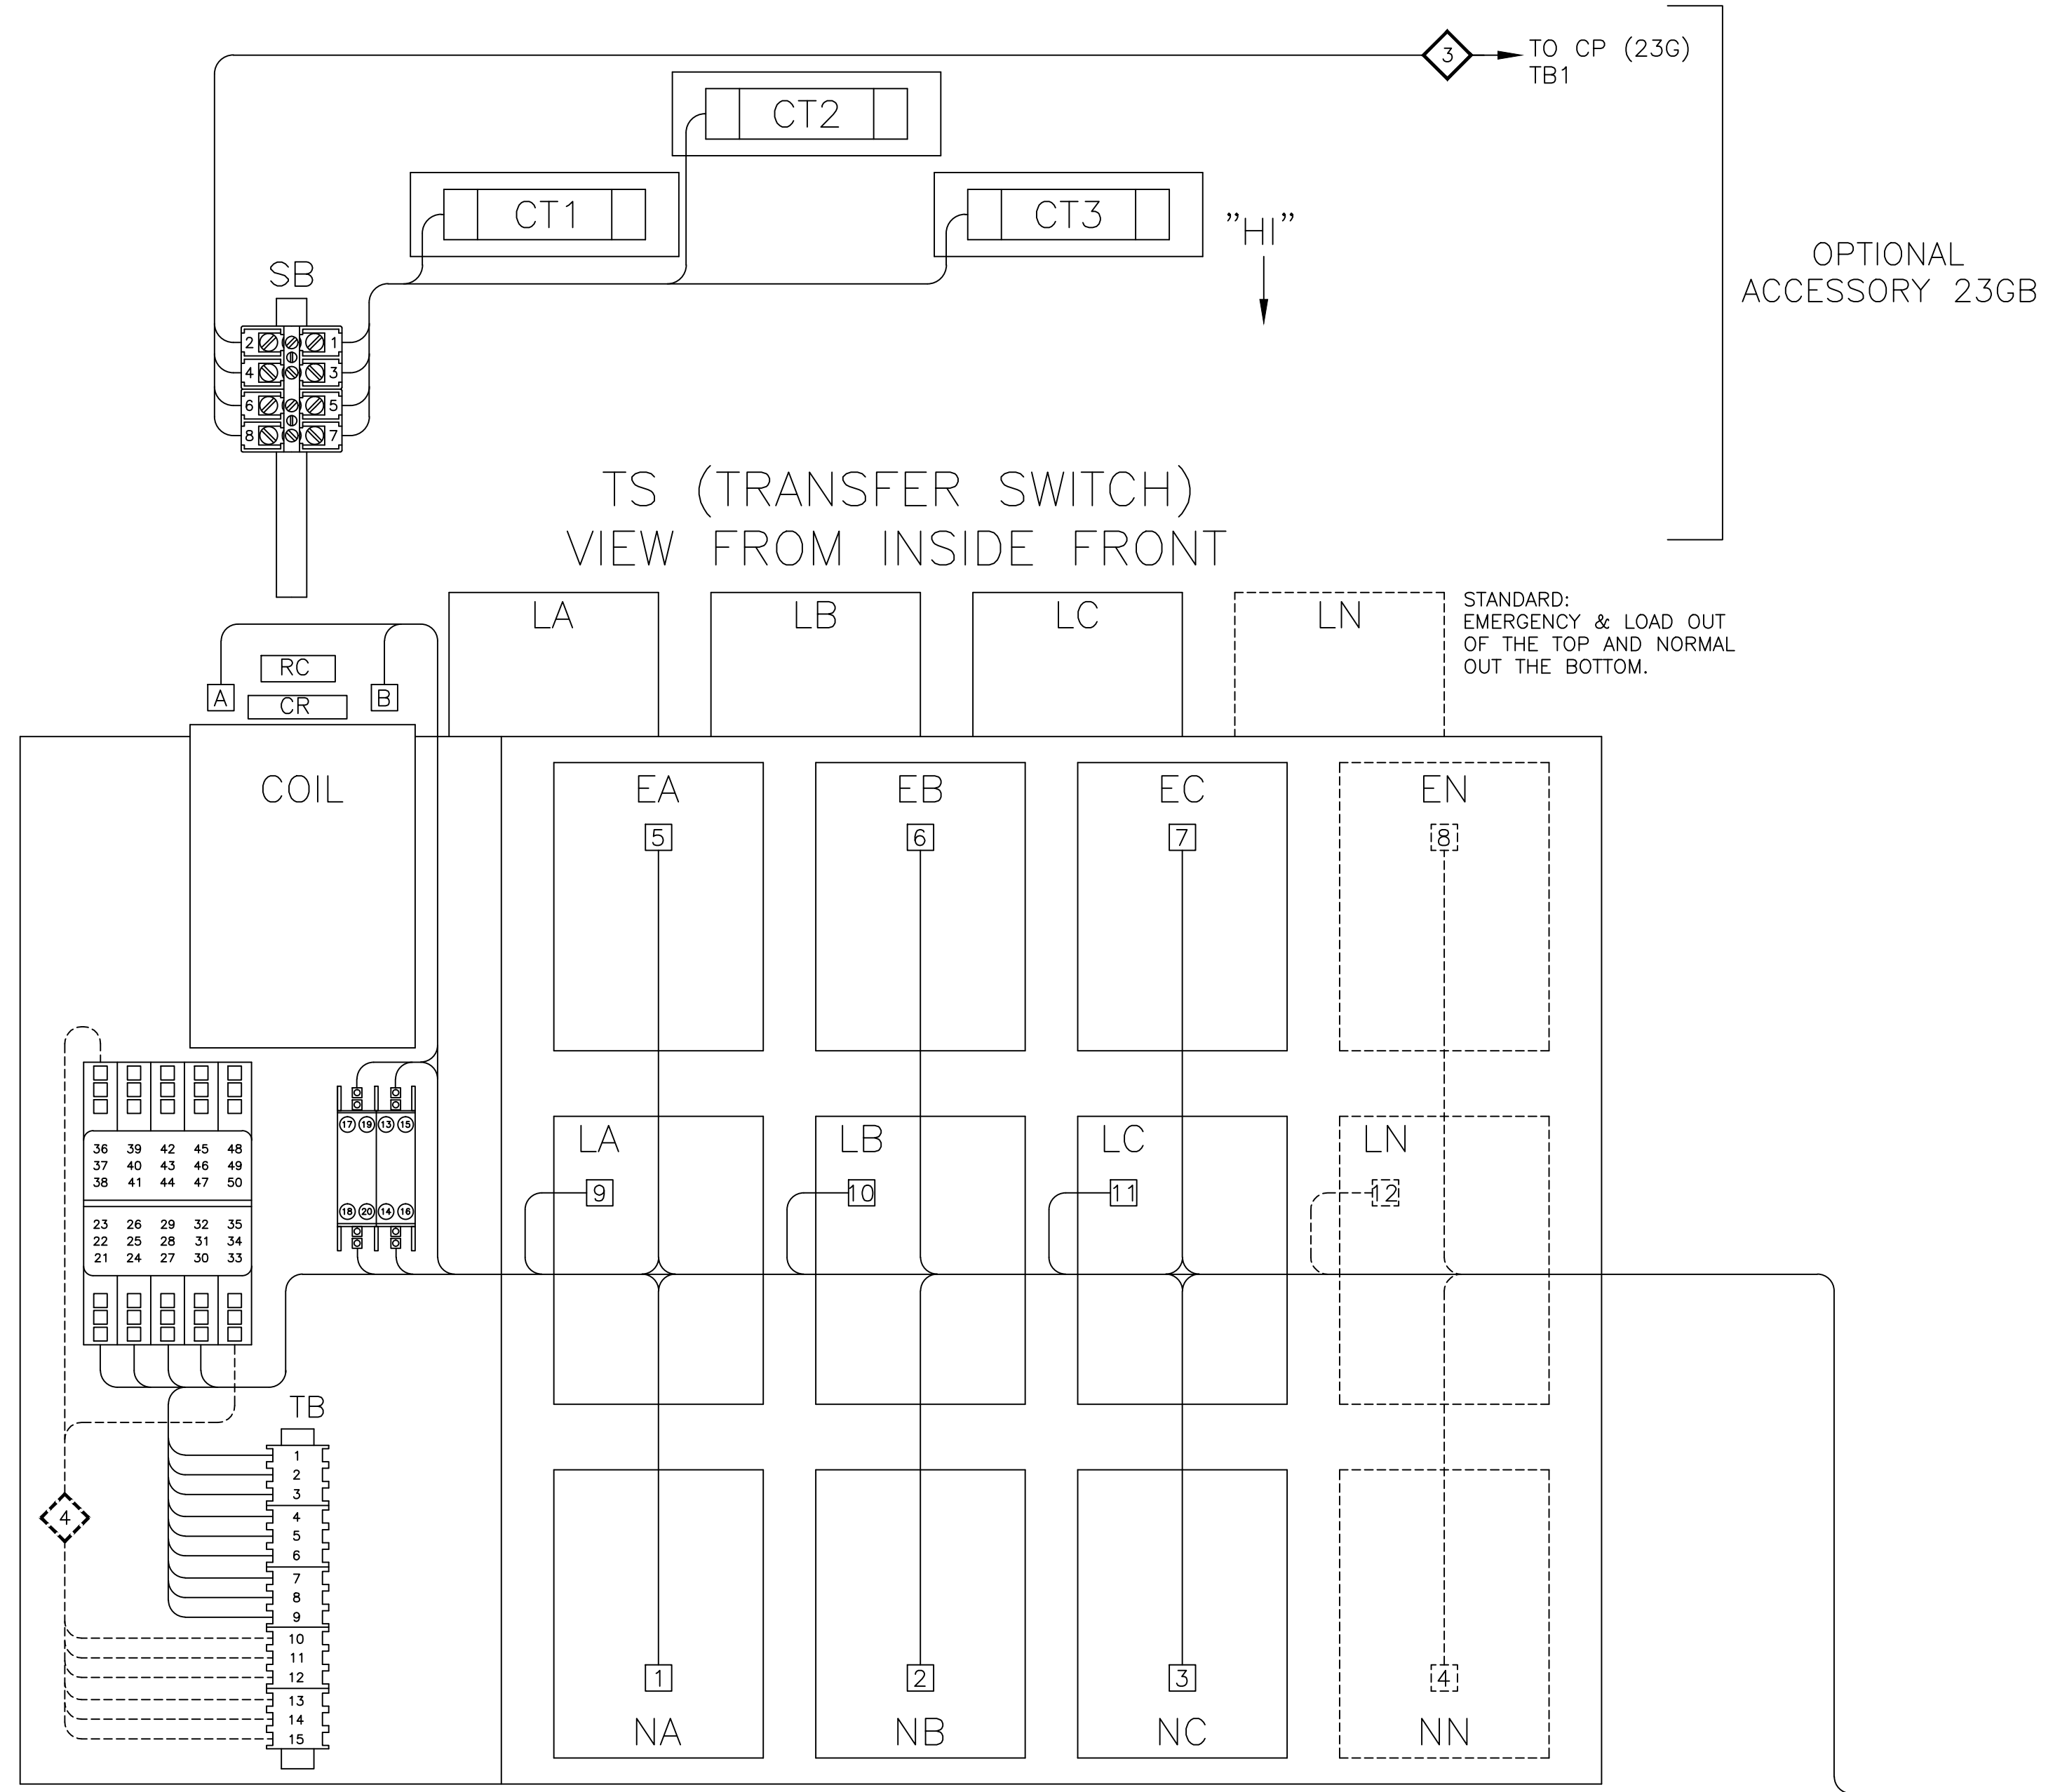 3
TO CP (23G)
TB1
CT2
CT1
CT3
"HI"
OPTIONAL
ACCESSORY 23GB
SB
2 1
4 3
6 5
8 7
TS (TRANSFER SWITCH)
VIEW FROM INSIDE FRONT
LA
LB
LC
LN
STANDARD:
EMERGENCY & LOAD OUT
OF THE TOP AND NORMAL
OUT THE BOTTOM.
RC
A
CR
B
COIL
EA
EB
EC
EN
5
6
7
8
17 19 13 15
36 39 42 45 48
37 40 43 46 49
38 41 44 47 50
LA
LB
LC
LN
9
10
11
12
18 20 14 16
23 26 29 32 35
22 25 28 31 34
21 24 27 30 33
TB
1
2
3
4
4
5
6
7
8
9
10
11
12
13
14
15
1
2
3
4
NA
NB
NC
NN